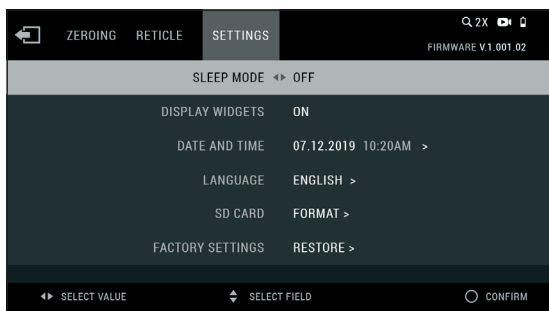 ZEROING RETICLE SETTINGS 2X
FIRMWARE V.1.001.02
SLEEP MODE OFF
DISPLAY WIDGETS ON
DATE AND TIME 07.12.2019 10:20AM >
LANGUAGE ENGLISH >
SD CARD FORMAT >
FACTORY SETTINGS RESTORE >
SELECT VALUE SELECT FIELD CONFIRM